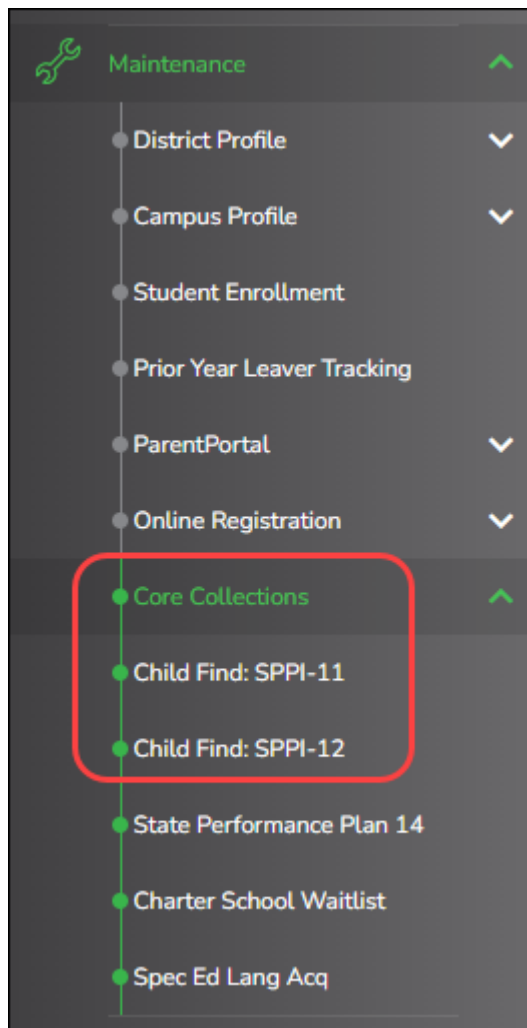 Maintenance
District Profile
Campus Profile
Student Enrollment
Prior Year Leaver Tracking
ParentPortal
Online Registration
Core Collections
Child Find: SPPI-11
Child Find: SPPI-12
State Performance Plan 14
Charter School Waitlist
Spec Ed Lang Acq